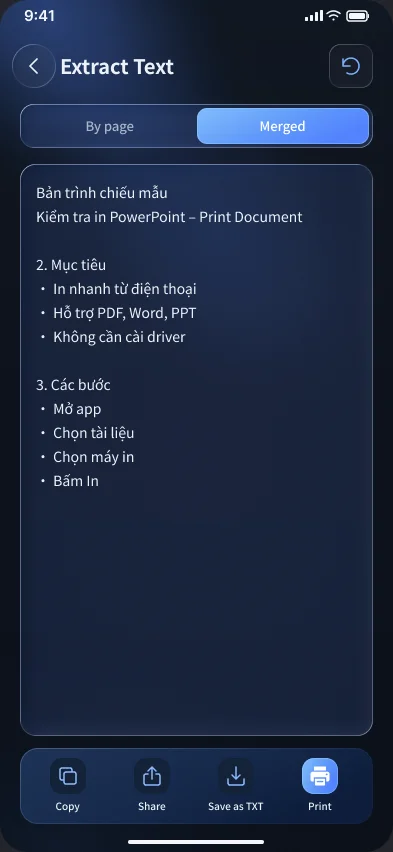 9:41
Extract Text
By page
Merged
Bản trình chiếu mẫu
Kiểm tra in PowerPoint – Print Document
2. Mục tiêu
• In nhanh từ điện thoại
• Hỗ trợ PDF, Word, PPT
• Không cần cài driver
3. Các bước
• Mở app
• Chọn tài liệu
• Chọn máy in
• Bấm In
Copy
Share
Save as TXT
Print